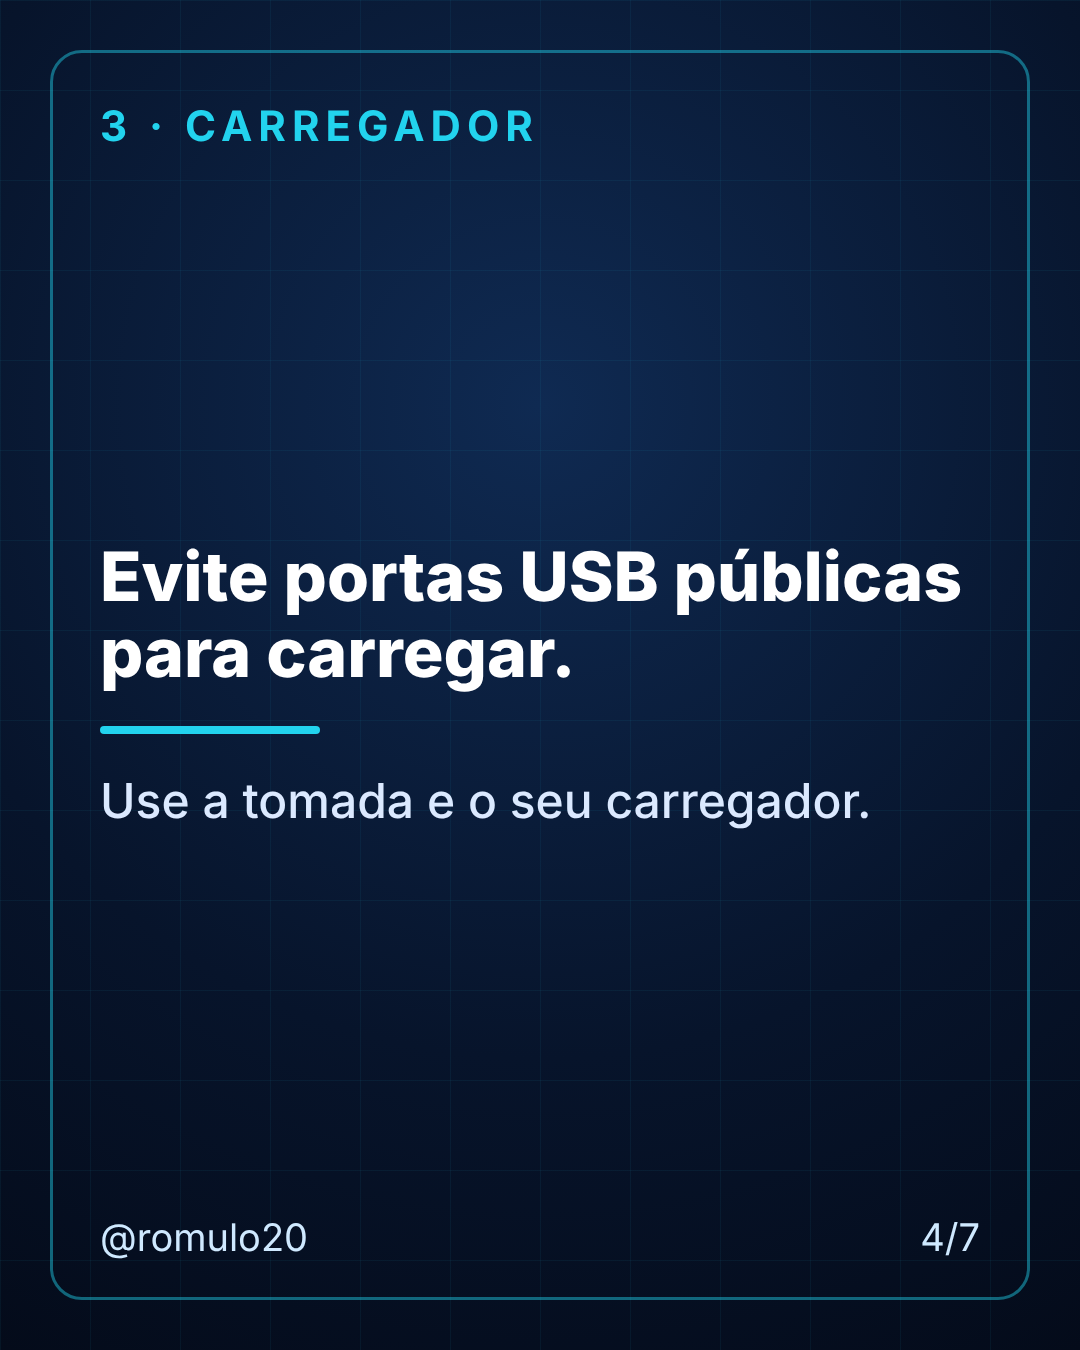 3 · CARREGADOR
Evite portas USB públicas
para carregar.
Use a tomada e o seu carregador.
@romulo20
4/7